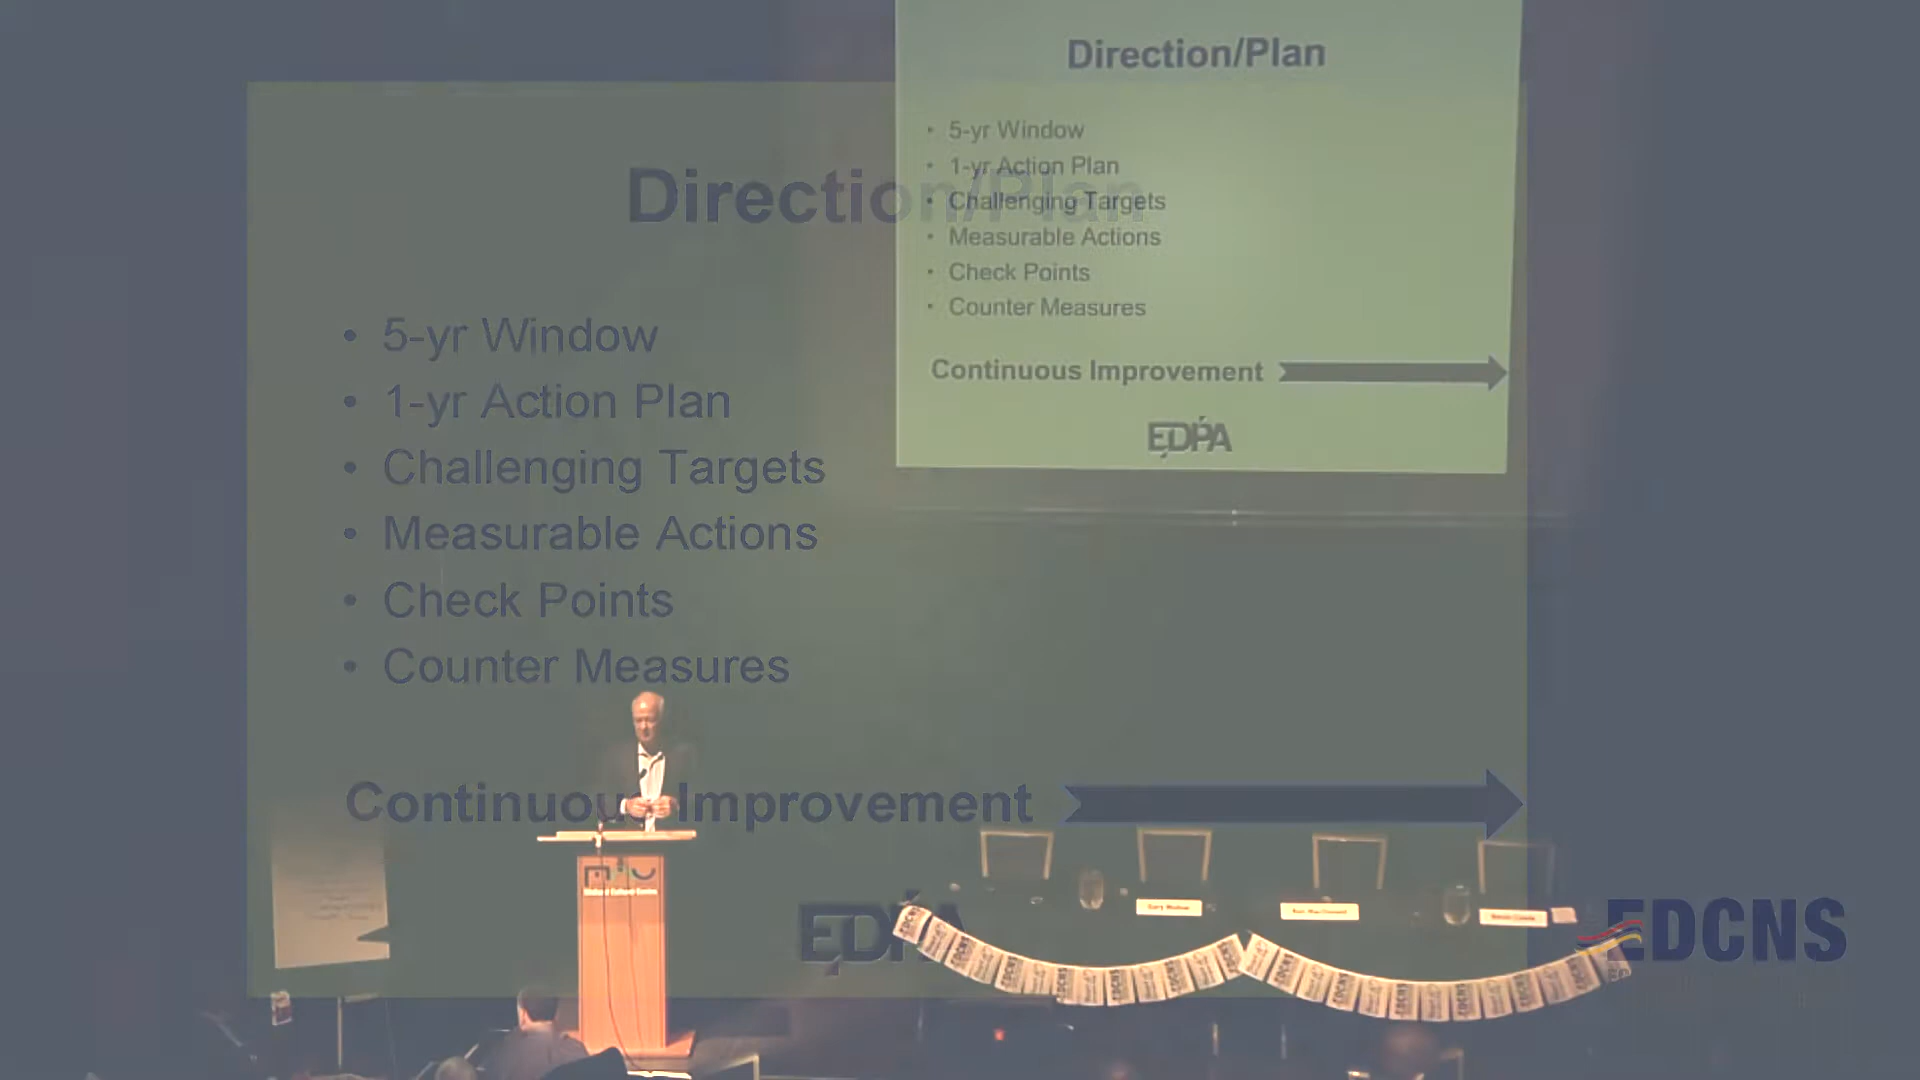 Direction/Plan
• 5-yr Window
• 1-yr Action Plan
• Challenging Targets
• Measurable Actions
• Check Points
• Counter Measures
Continuous Improvement
EDPA
Direction/Plan
• 5-yr Window
• 1-yr Action Plan
• Challenging Targets
• Measurable Actions
• Check Points
• Counter Measures
Continuous Improvement
EDPA
EDCNS